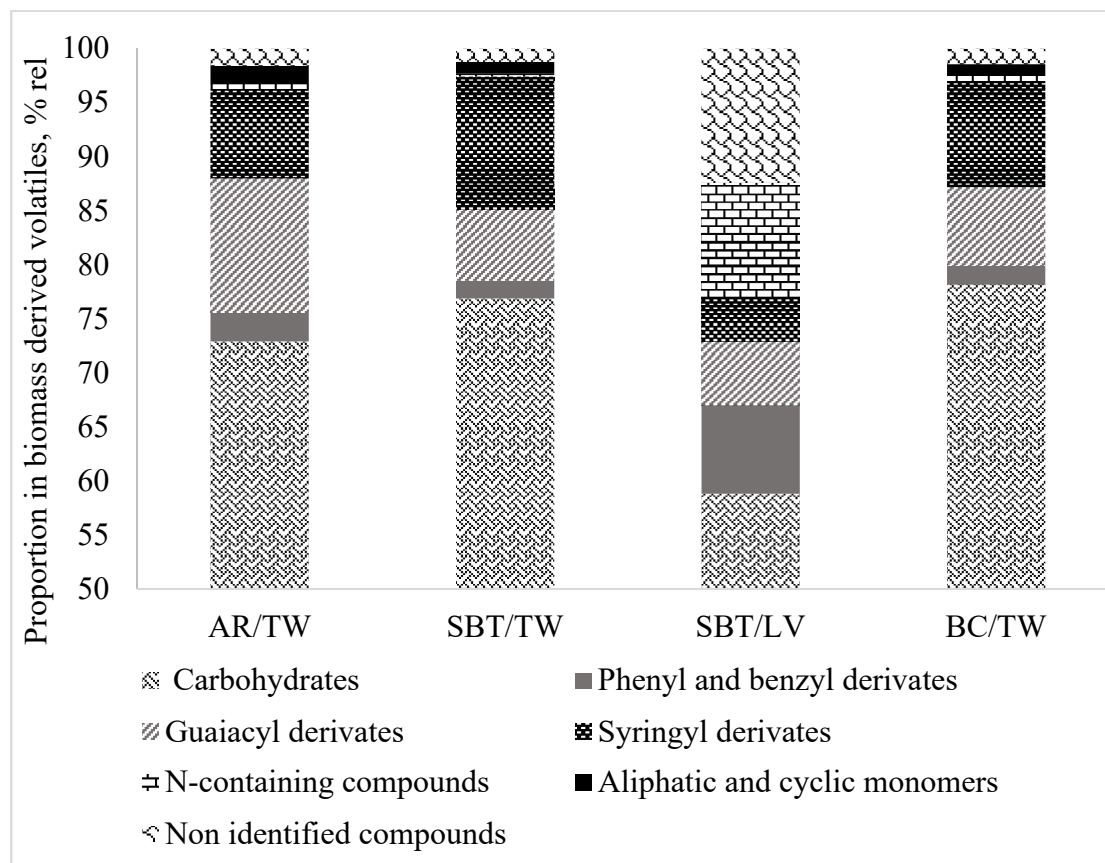 Proportion in biomass derived volatiles, % rel
100
95
90
85
80
75
70
65
60
55
50
AR/TW SBT/TW SBT/LV BC/TW
Carbohydrates Phenyl and benzyl derivates
Guaiacyl derivates Syringyl derivates
N-containing compounds Aliphatic and cyclic monomers
Non identified compounds